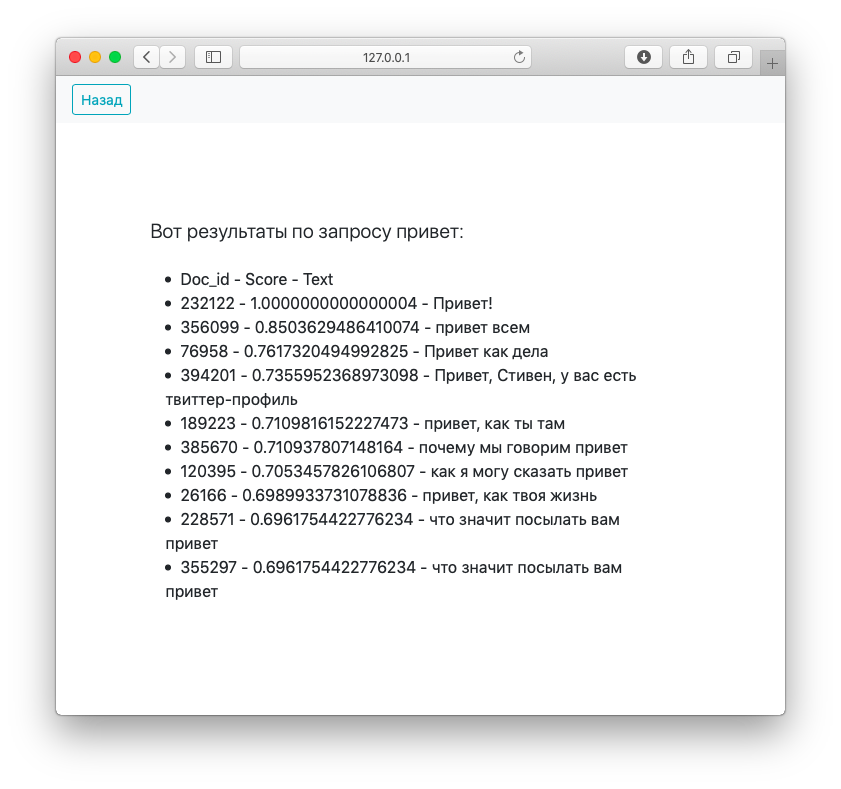 127.0.0.1
Назад
Вот результаты по запросу привет:
• Doc_id - Score - Text
• 232122 - 1.0000000000000004 - Привет!
• 356099 - 0.8503629486410074 - привет всем
• 76958 - 0.7617320494992825 - Привет как дела
• 394201 - 0.7355952368973098 - Привет, Стивен, у вас есть
твиттер-профиль
• 189223 - 0.7109816152227473 - привет, как ты там
• 385670 - 0.710937807148164 - почему мы говорим привет
• 120395 - 0.7053457826106807 - как я могу сказать привет
• 26166 - 0.6989933731078836 - привет, как твоя жизнь
• 228571 - 0.6961754422776234 - что значит посылать вам
привет
• 355297 - 0.6961754422776234 - что значит посылать вам
привет